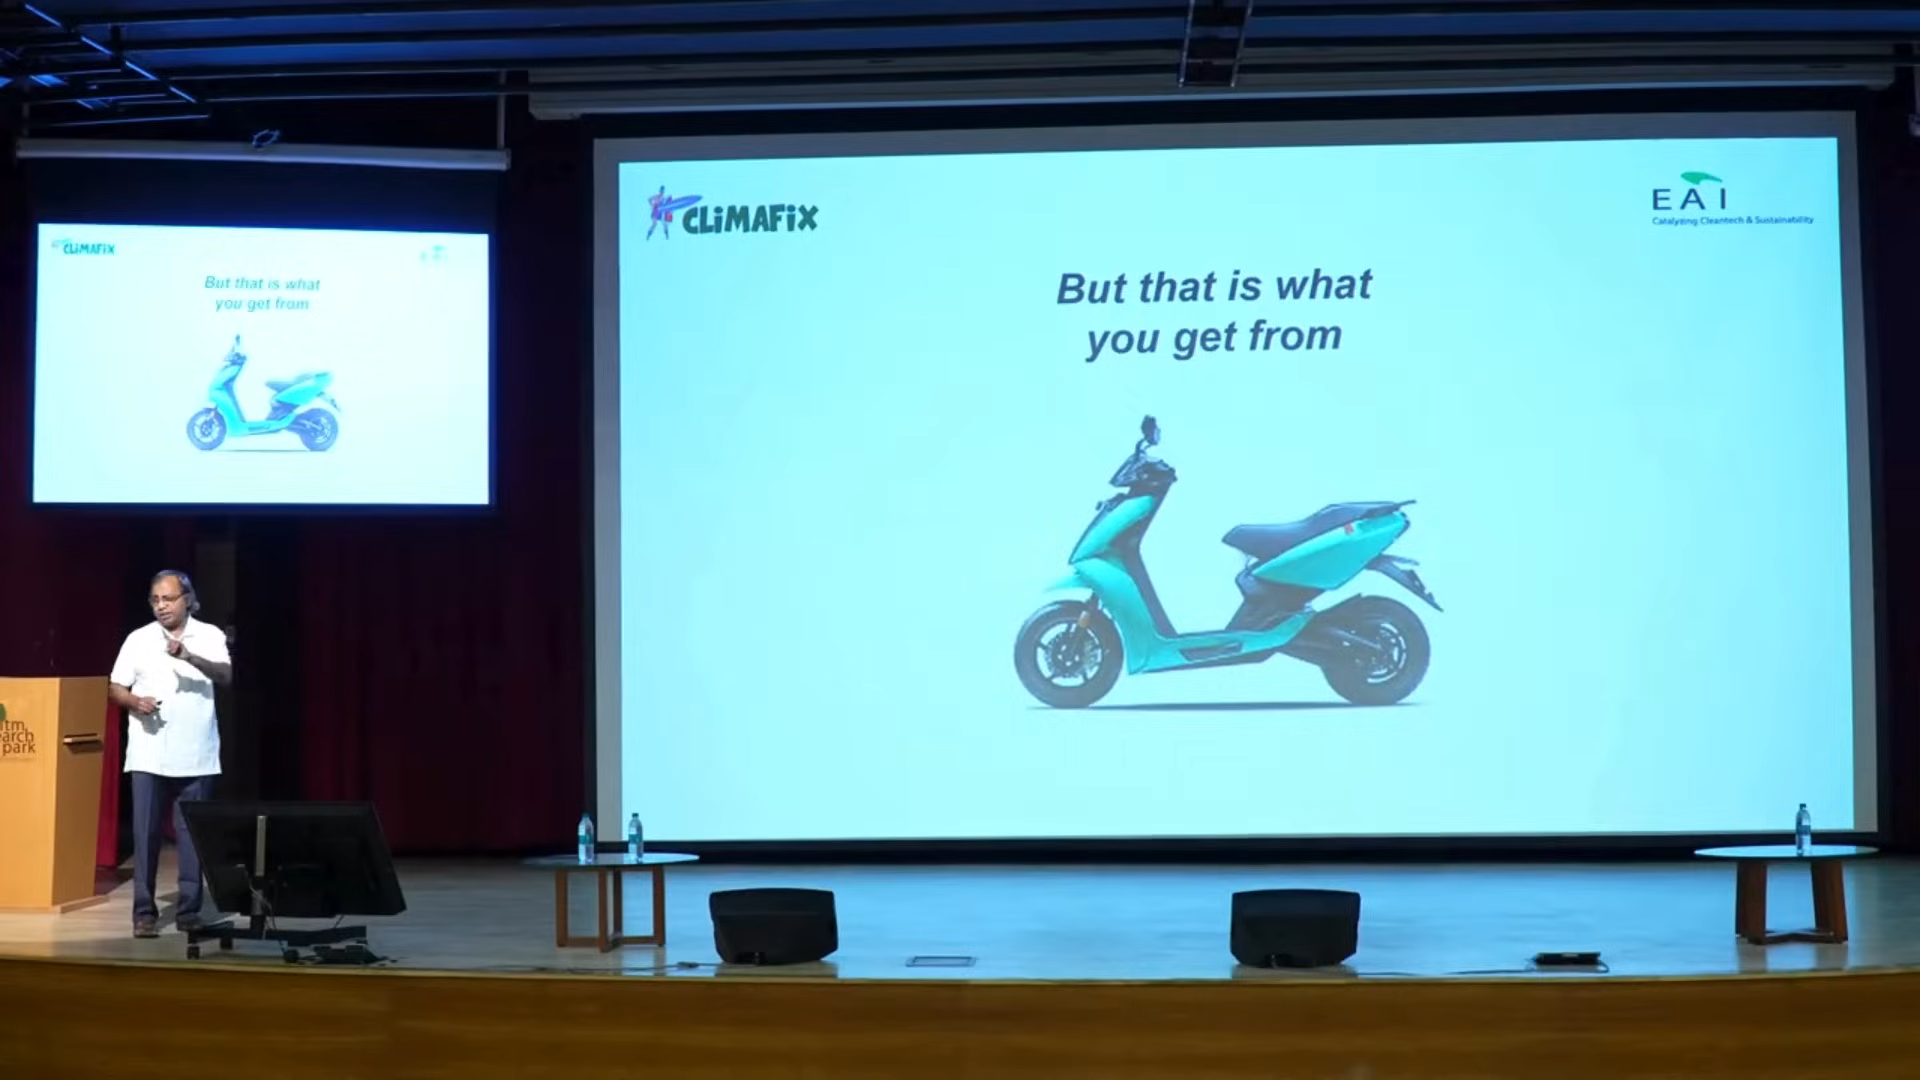 CLiMAFiX
But that is what
you get from
CLiMAFiX
EAI
Catalyzing Cleantech & Sustainability
But that is what
you get from
park